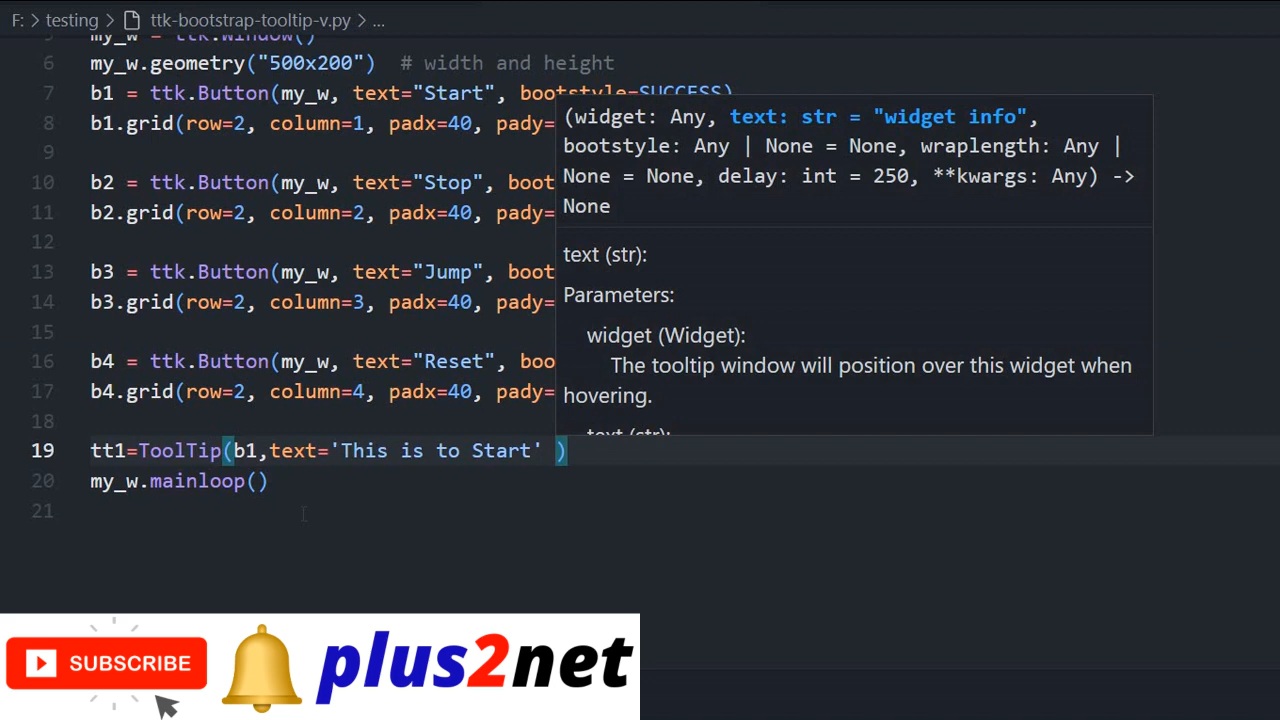 F: > testing > ttk-bootstrap-tooltip-v.py > ...
5 my_w = ttk.Window()
6 my_w.geometry("500x200")  # width and height
7 b1 = ttk.Button(my_w, text="Start", bootstyle=SUCCESS)
8 b1.grid(row=2, column=1, padx=40, pady=
9
10 b2 = ttk.Button(my_w, text="Stop",
11 b2.grid(row=2, column=2, padx=40, pady=
12
13 b3 = ttk.Button(my_w, text="Jump", boot
14 b3.grid(row=2, column=3, padx=40, pady=
15
16 b4 = ttk.Button(my_w, text="Reset", boo
17 b4.grid(row=2, column=4, padx=40, pady=
18
19 tt1=ToolTip(b1,text='This is to Start' )
20 my_w.mainloop()
21
(widget: Any, text: str = "widget info",
bootstyle: Any | None = None, wraplength: Any |
None = None, delay: int = 250, **kwargs: Any) ->
None
text (str):
Parameters:
widget (Widget):
The tooltip window will position over this widget when
hovering.
text (str):
SUBSCRIBE
plus2net